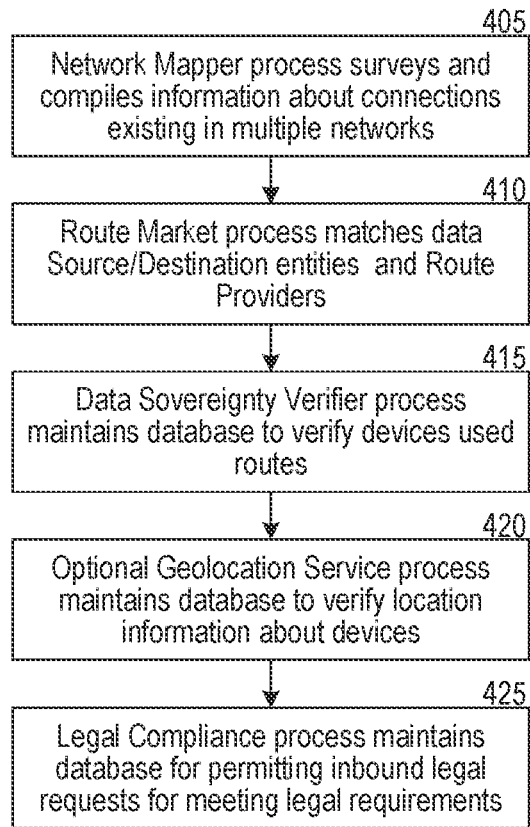 405
Network Mapper process surveys and
compiles information about connections
existing in multiple networks
410
Route Market process matches data
Source/Destination entities and Route
Providers
415
Data Sovereignty Verifier process
maintains database to verify devices used
routes
420
Optional Geolocation Service process
maintains database to verify location
information about devices
425
Legal Compliance process maintains
database for permitting inbound legal
requests for meeting legal requirements